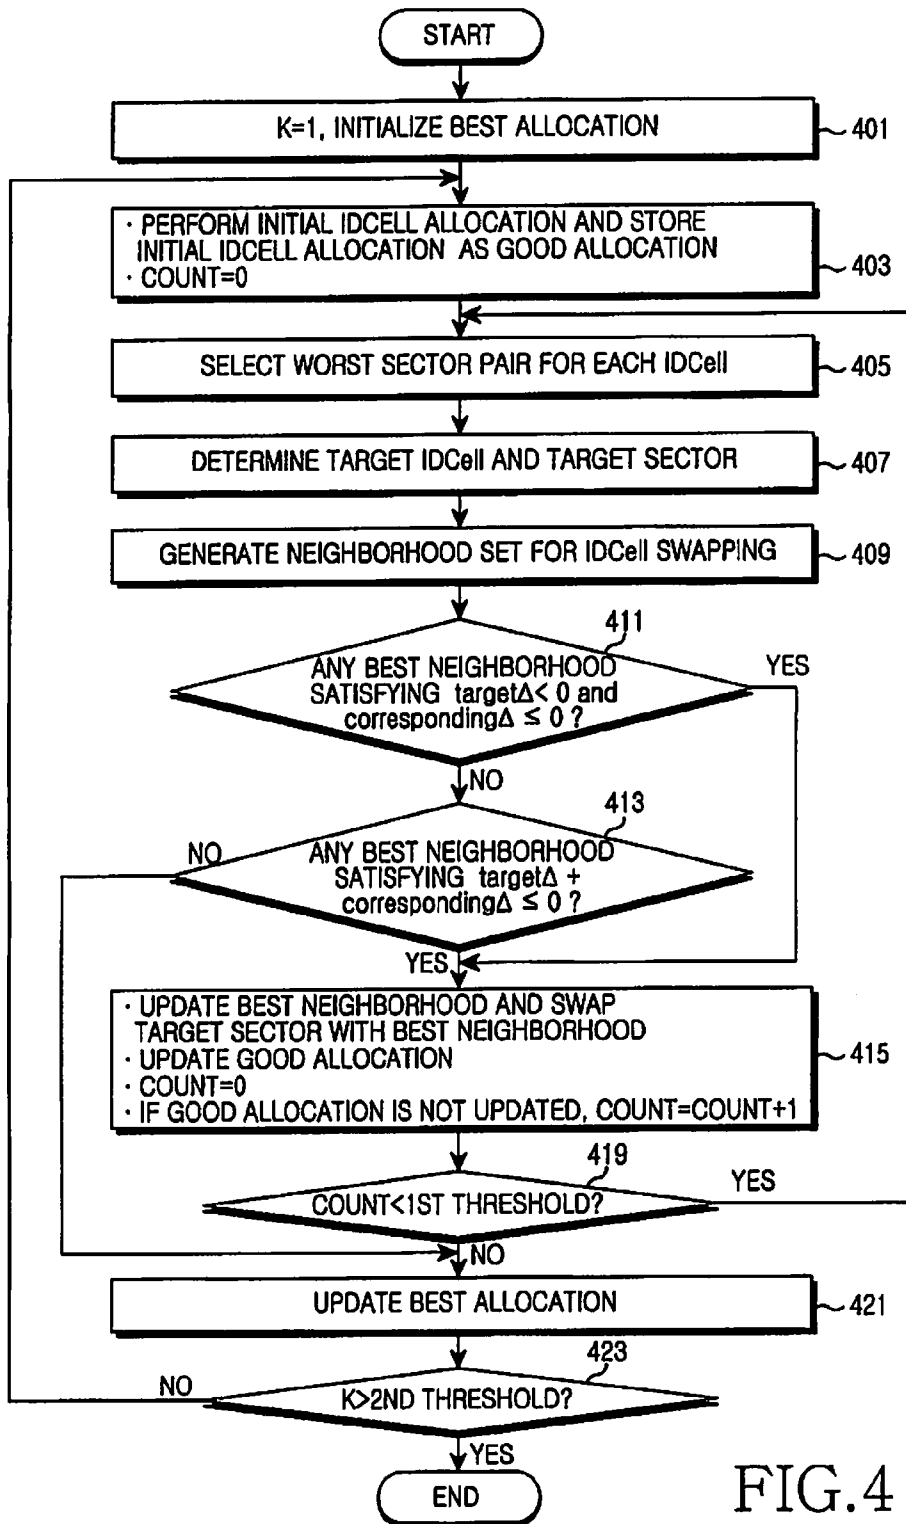 START
K=1, INITIALIZE BEST ALLOCATION
401
· PERFORM INITIAL IDCELL ALLOCATION AND STORE
INITIAL IDCELL ALLOCATION AS GOOD ALLOCATION
· COUNT=0
403
SELECT WORST SECTOR PAIR FOR EACH IDCell
405
DETERMINE TARGET IDCell AND TARGET SECTOR
407
GENERATE NEIGHBORHOOD SET FOR IDCell SWAPPING
409
411
ANY BEST NEIGHBORHOOD
SATISFYING targetΔ< 0 and
correspondingΔ ≤ 0 ?
YES
NO
413
ANY BEST NEIGHBORHOOD
SATISFYING targetΔ +
correspondingΔ ≤ 0 ?
NO
YES
· UPDATE BEST NEIGHBORHOOD AND SWAP
TARGET SECTOR WITH BEST NEIGHBORHOOD
· UPDATE GOOD ALLOCATION
· COUNT=0
· IF GOOD ALLOCATION IS NOT UPDATED, COUNT=COUNT+1
415
419
COUNT<1ST THRESHOLD?
YES
NO
UPDATE BEST ALLOCATION
421
423
K>2ND THRESHOLD?
NO
YES
END
FIG.4